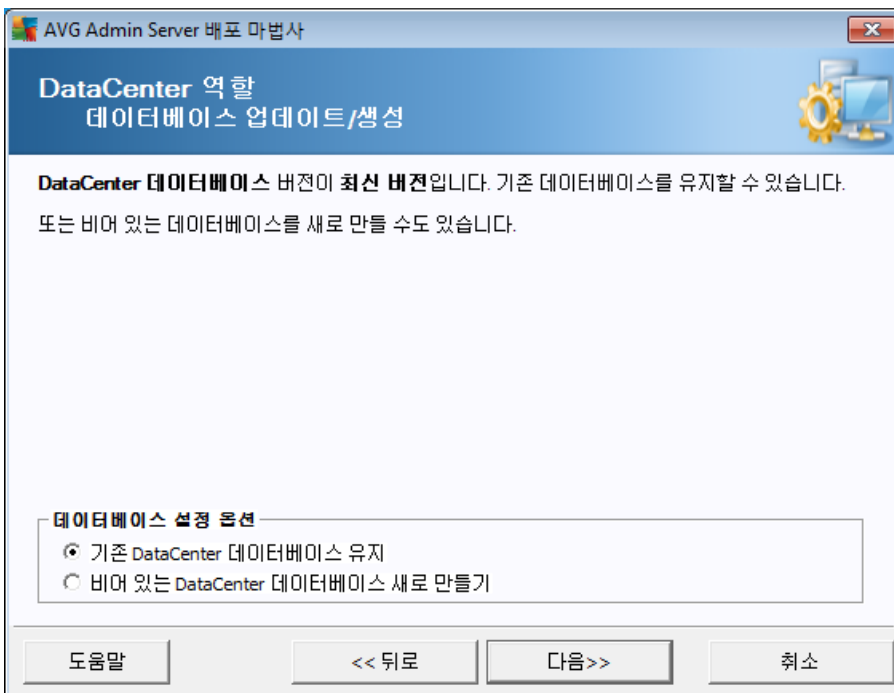 AVG Admin Server 배포 마법사
DataCenter 역할
데이터베이스 업데이트/생성
DataCenter 데이터베이스 버전이 최신 버전입니다. 기존 데이터베이스를 유지할 수 있습니다.
또는 비어 있는 데이터베이스를 새로 만들 수도 있습니다.
데이터베이스 설정 옵션
기존 DataCenter 데이터베이스 유지
비어 있는 DataCenter 데이터베이스 새로 만들기
도움말 << 뒤로 다음>> 취소